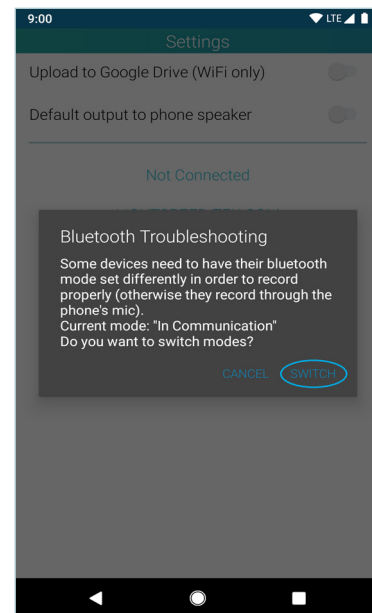 9:00 LTE
Settings
Upload to Google Drive (WiFi only)
Default output to phone speaker
Not Connected
Bluetooth Troubleshooting
Some devices need to have their bluetooth
mode set differently in order to record
properly (otherwise they record through the
phone's mic).
Current mode: "In Communication"
Do you want to switch modes?
CANCEL SWITCH